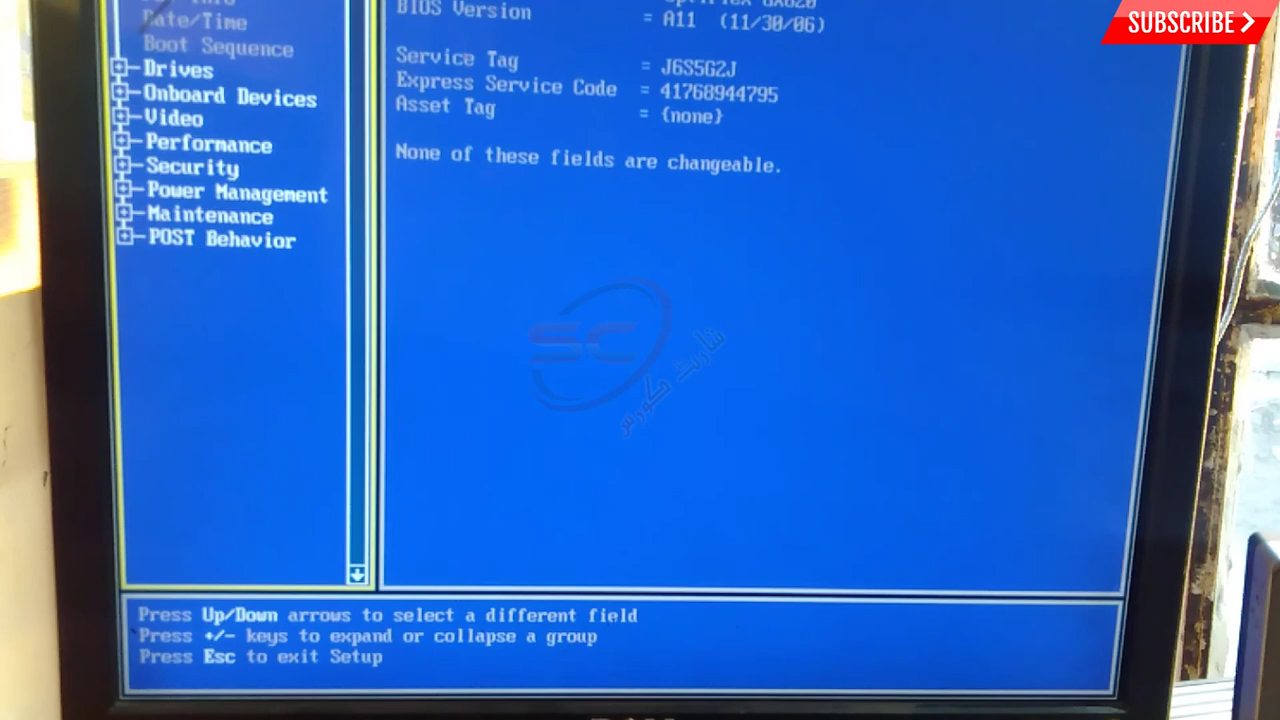 SUBSCRIBE
Date/Time
Boot Sequence
Drives
Onboard Devices
Video
Performance
Security
Power Management
Maintenance
POST Behavior
BIOS Version = A11 (11/30/06)
Service Tag = J6S5G2J
Express Service Code = 41768944795
Asset Tag = {none}
None of these fields are changeable.
SC
شارٹ کورس
Press Up/Down arrows to select a different field
Press +/- keys to expand or collapse a group
Press Esc to exit Setup